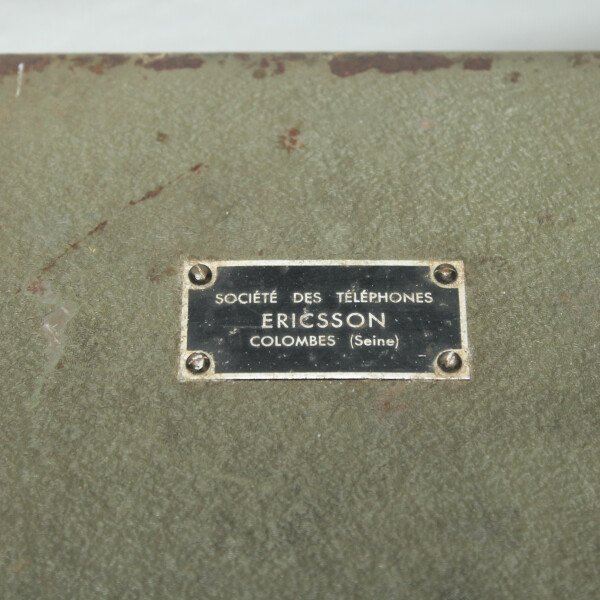 SOCIÉTÉ DES TÉLÉPHONES
ERICSSON
COLOMBES (Seine)